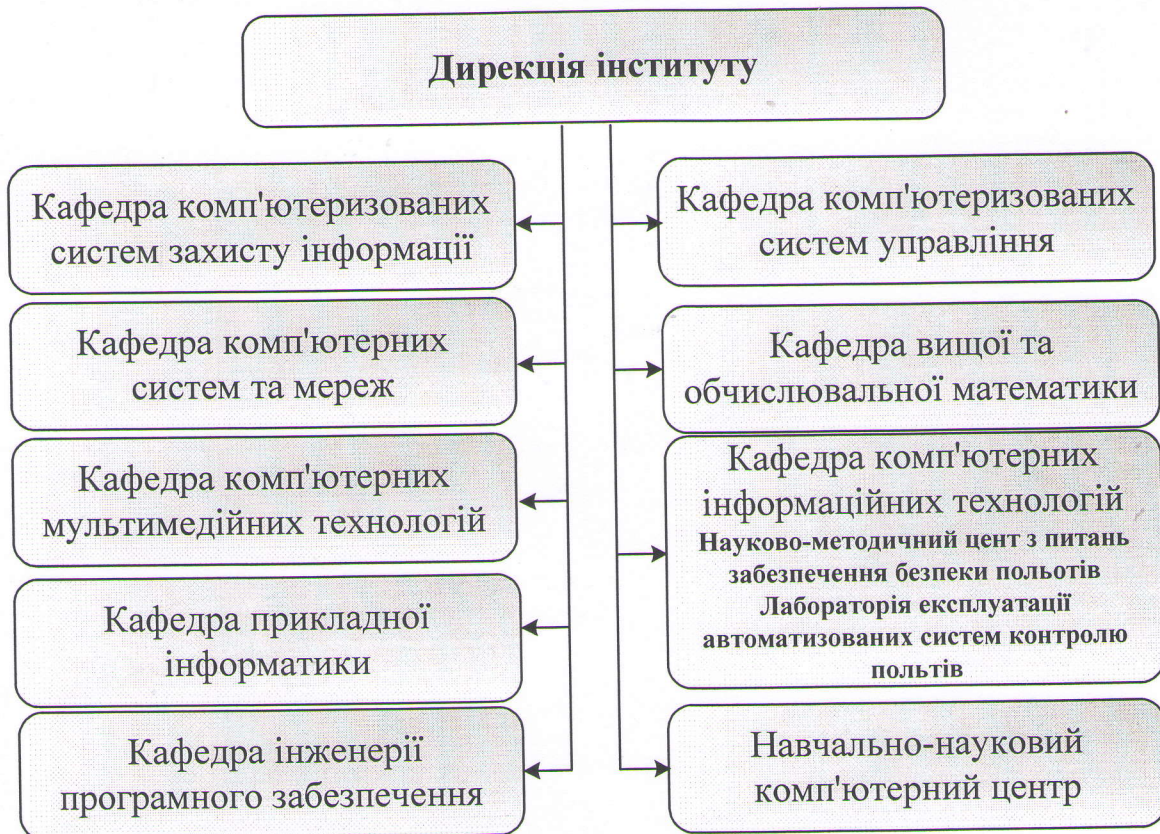 Дирекція інституту
Кафедра комп'ютеризованих
систем захисту інформації
Кафедра комп'ютерних
систем та мереж
Кафедра комп'ютерних
мультимедійних технологій
Кафедра прикладної
інформатики
Кафедра інженерії
програмного забезпечення
Кафедра комп'ютеризованих
систем управління
Кафедра вищої та
обчислювальної математики
Кафедра комп'ютерних
інформаційних технологій
Науково-методичний цент з питань
забезпечення безпеки польотів
Лабораторія експлуатації
автоматизованих систем контролю
польтів
Навчально-науковий
комп'ютерний центр